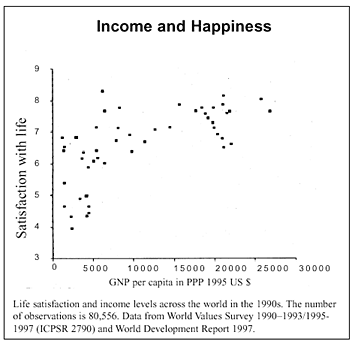 Income and Happiness
9
8
7
6
5
4
3
Satisfaction with life
0 5000 10000 15000 20000 25000 30000
GNP per capita in PPP 1995 US $
Life satisfaction and income levels across the world in the 1990s. The number
of observations is 80,556. Data from World Values Survey 1990–1993/1995-
1997 (ICPSR 2790) and World Development Report 1997.